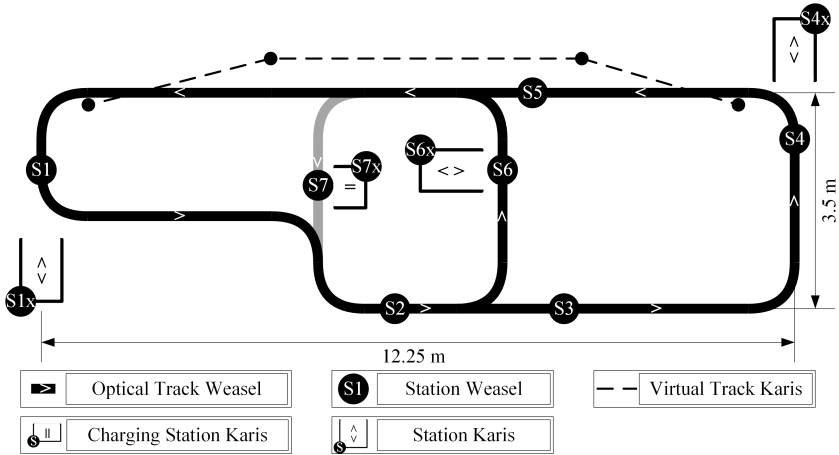 S4x
S5
S4
S1
S7
S7x
S6x
S6
< >
=
3.5 m
S1x
S2
S3
12.25 m
Optical Track Weasel
S1
Station Weasel
Virtual Track Karis
S
Charging Station Karis
S
Station Karis